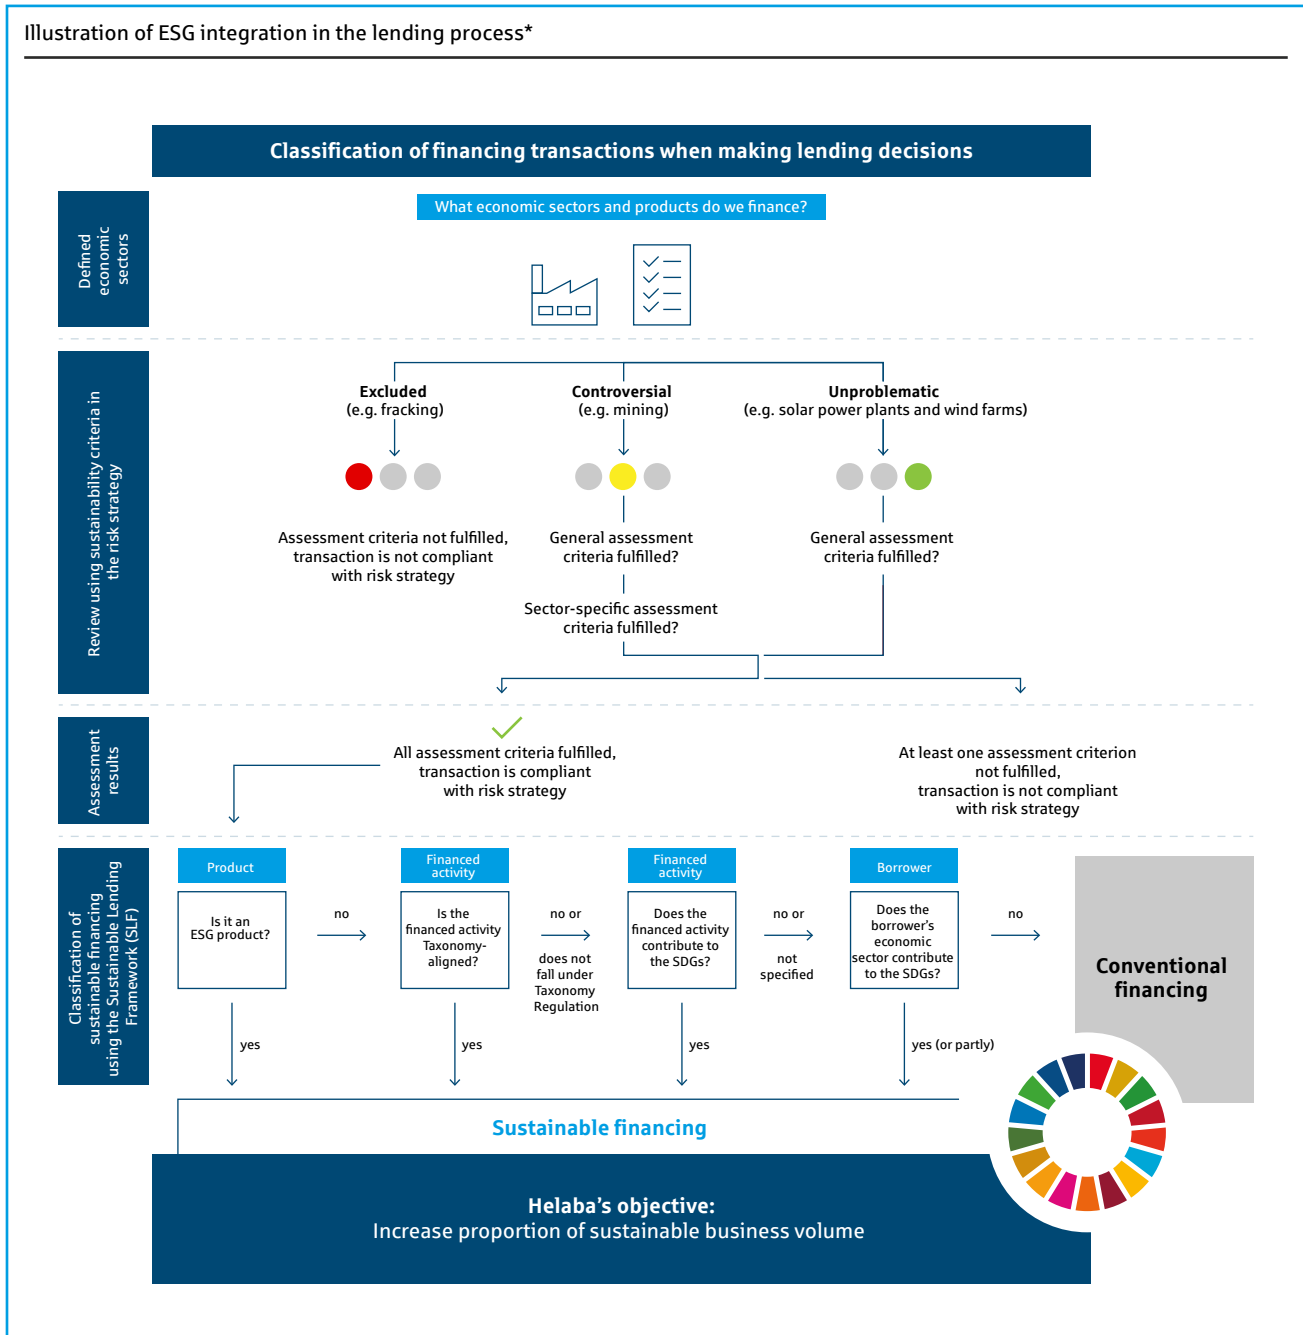 Illustration of ESG integration in the lending process*
Classification of financing transactions when making lending decisions
Defined
economic
sectors
What economic sectors and products do we finance?
Review using sustainability criteria in
the risk strategy
Excluded
(e.g. fracking)
Controversial
(e.g. mining)
Unproblematic
(e.g. solar power plants and wind farms)
Assessment criteria not fulfilled,
transaction is not compliant
with risk strategy
General assessment
criteria fulfilled?
Sector-specific assessment
criteria fulfilled?
General assessment
criteria fulfilled?
Assessment
results
All assessment criteria fulfilled,
transaction is compliant
with risk strategy
At least one assessment criterion
not fulfilled,
transaction is not compliant
with risk strategy
Classification of
sustainable financing
using the Sustainable Lending
Framework (SLF)
Product
Is it an
ESG product?
no
yes
Financed
activity
Is the
financed activity
Taxonomy-
aligned?
no or
does not
fall under
Taxonomy
Regulation
yes
Financed
activity
Does the
financed activity
contribute to
the SDGs?
no or
not
specified
yes
Borrower
Does the
borrower's
economic
sector contribute
to the SDGs?
no
yes (or partly)
Conventional
financing
Sustainable financing
Helaba's objective:
Increase proportion of sustainable business volume